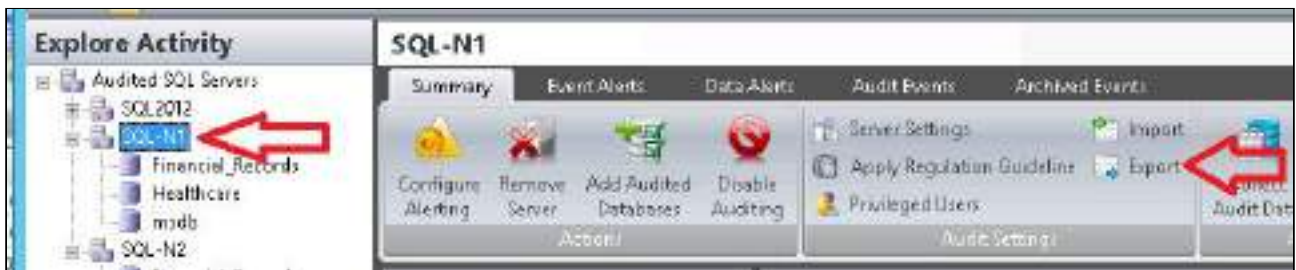 Explore Activity
Audited SQL Servers
SQL2012
SQL-N1
Financial_Records
Healthcare
msdb
SQL-N2
SQL-N1
Summary Event Alerts Data Alerts Audit Events Archived Events
Configure Alerting
Remove Server
Add Audited Databases
Disable Auditing
Actions
Server Settings
Apply Regulation Guideline
Privileged Users
Import
Export
Audit Settings
Audit Dat